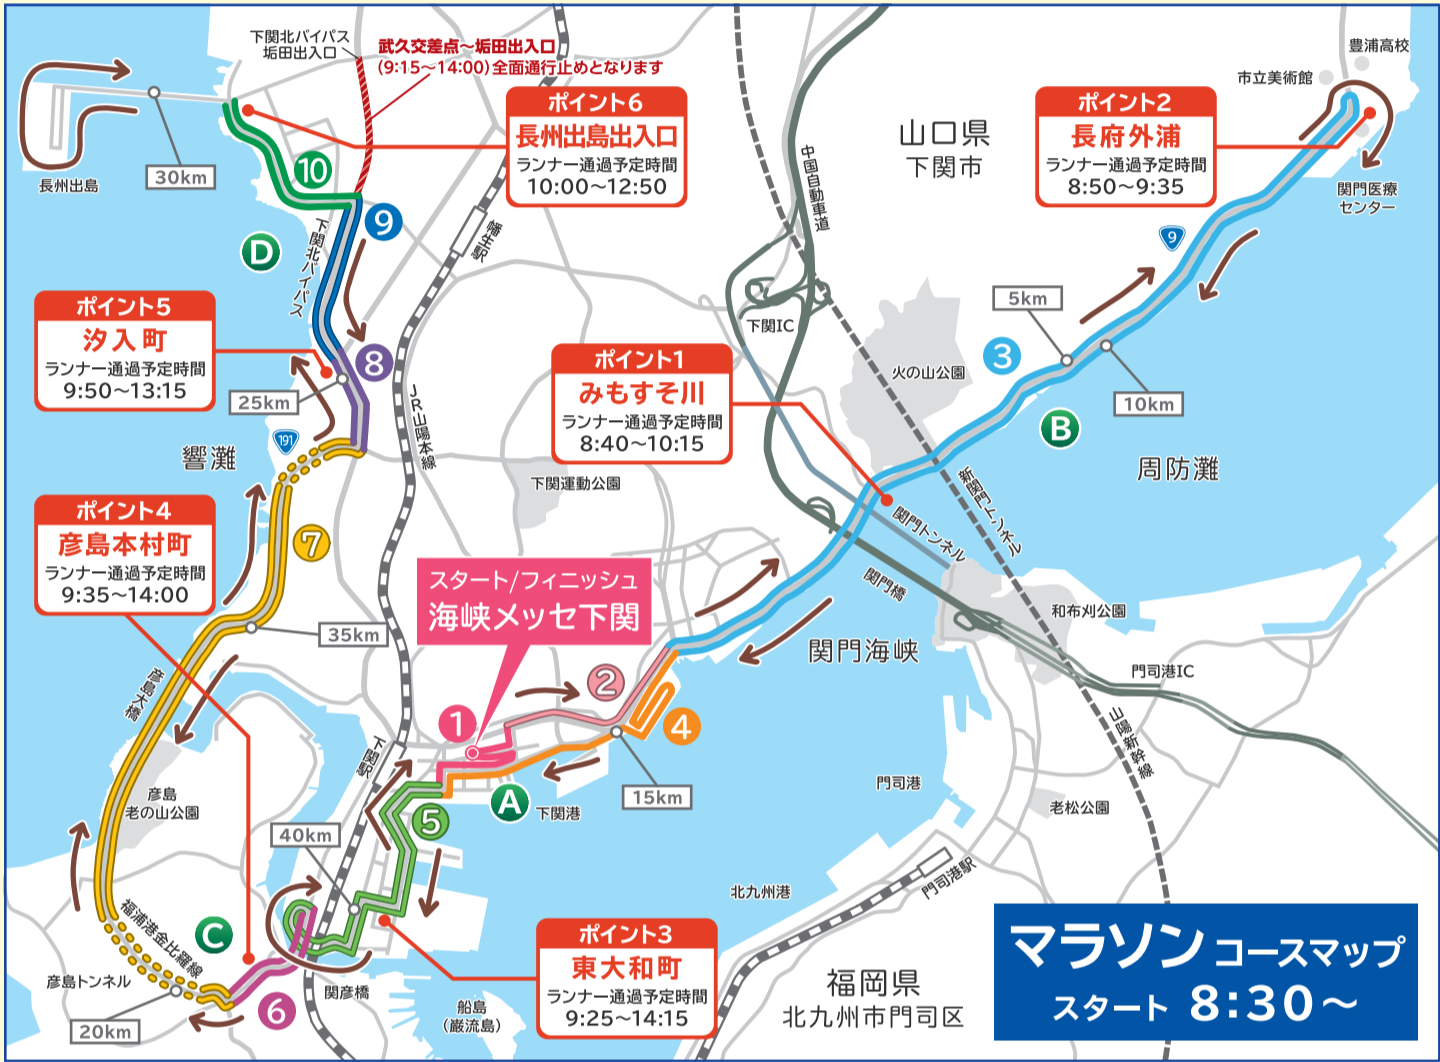 下関北バイパス
垢田出入口
武久交差点～垢田出入口
(9:15～14:00)全面通行止めとなります
豊浦高校
市立美術館
ポイント6
長州出島出入口
ランナー通過予定時間
10:00～12:50
ポイント2
長府外浦
ランナー通過予定時間
8:50～9:35
山口県
下関市
中国自動車道
30km
長州出島
関門医療
センター
10
9
D
下関北バイパス
幡生駅
9
5km
ポイント5
汐入町
ランナー通過予定時間
9:50～13:15
下関IC
ポイント1
みもすそ川
ランナー通過予定時間
8:40～10:15
3
火の山公園
8
25km
10km
B
JR山陽本線
191
響灘
周防灘
下関運動公園
新関門トンネル
関門トンネル
関門橋
ポイント4
彦島本村町
ランナー通過予定時間
9:35～14:00
7
スタート/フィニッシュ
海峡メッセ下関
和布刈公園
35km
関門海峡
門司港IC
彦島大橋
2
1
4
山陽新幹線
下関駅
彦島
老の山公園
15km
A
下関港
門司港
老松公園
5
40km
門司港駅
北九州港
福浦港金比羅線
C
ポイント3
東大和町
ランナー通過予定時間
9:25～14:15
マラソン コースマップ
スタート 8:30～
彦島トンネル
関彦橋
6
20km
船島
(巌流島)
福岡県
北九州市門司区